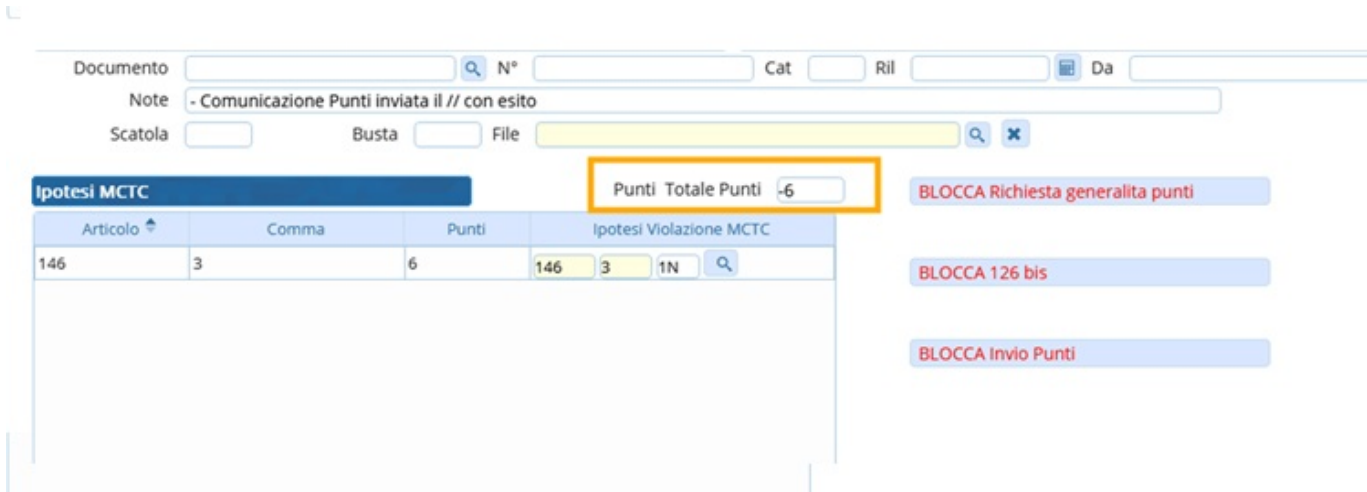 Documento N° Cat Ril Da
Note - Comunicazione Punti inviata il // con esito
Scatola Busta File
Ipotesi MCTC Punti Totale Punti -6 BLOCCA Richiesta generalita punti
Articolo Comma Punti Ipotesi Violazione MCTC
146 3 6 146 3 1N
BLOCCA 126 bis
BLOCCA Invio Punti